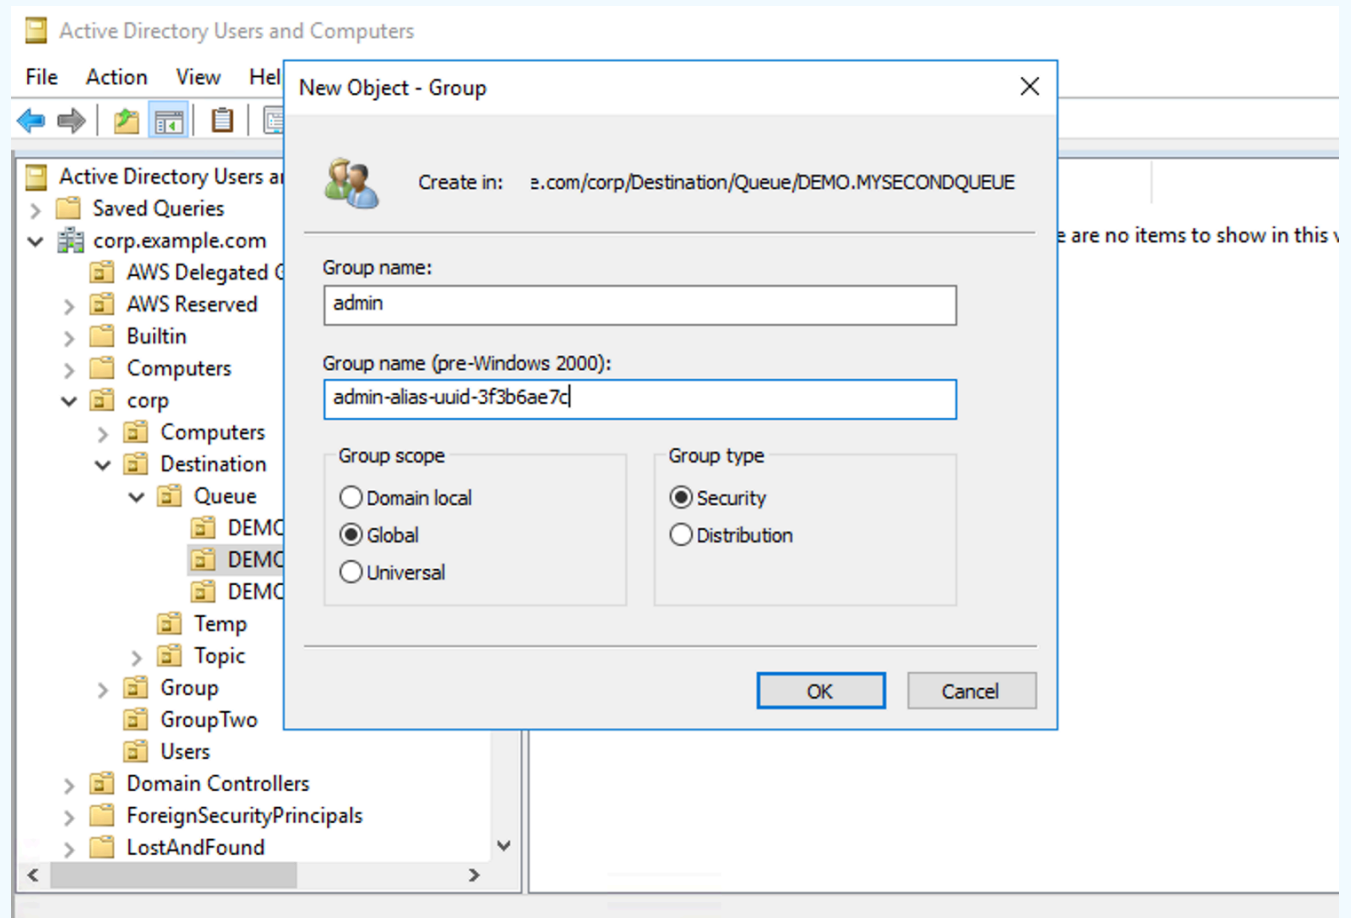 Active Directory Users and Computers
File Action View Hel
New Object - Group
Create in: e.com/corp/Destination/Queue/DEMO.MYSECONDQUEUE
Group name:
admin
Group name (pre-Windows 2000):
admin-alias-uuid-3f3b6ae7c
Group scope
Domain local
Global
Universal
Group type
Security
Distribution
OK Cancel
Active Directory Users a
Saved Queries
corp.example.com
AWS Delegated
AWS Reserved
Builtin
Computers
corp
Computers
Destination
Queue
DEMO
DEMO
DEMO
Temp
Topic
Group
GroupTwo
Users
Domain Controllers
ForeignSecurityPrincipals
LostAndFound
e are no items to show in this